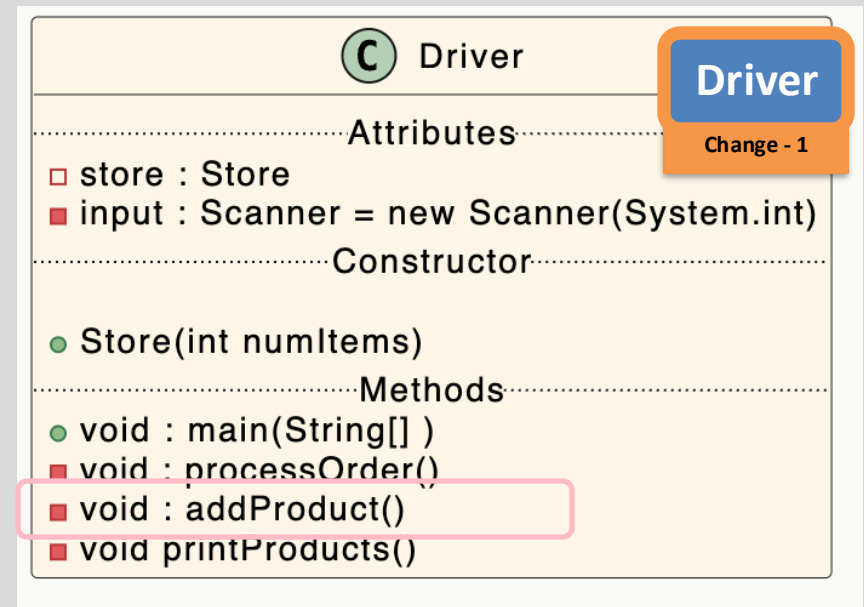 C Driver
Driver
Change - 1
Attributes
store : Store
input : Scanner = new Scanner(System.int)
Constructor
Store(int numItems)
Methods
void : main(String[] )
void : processOrder()
void : addProduct()
void printProducts()